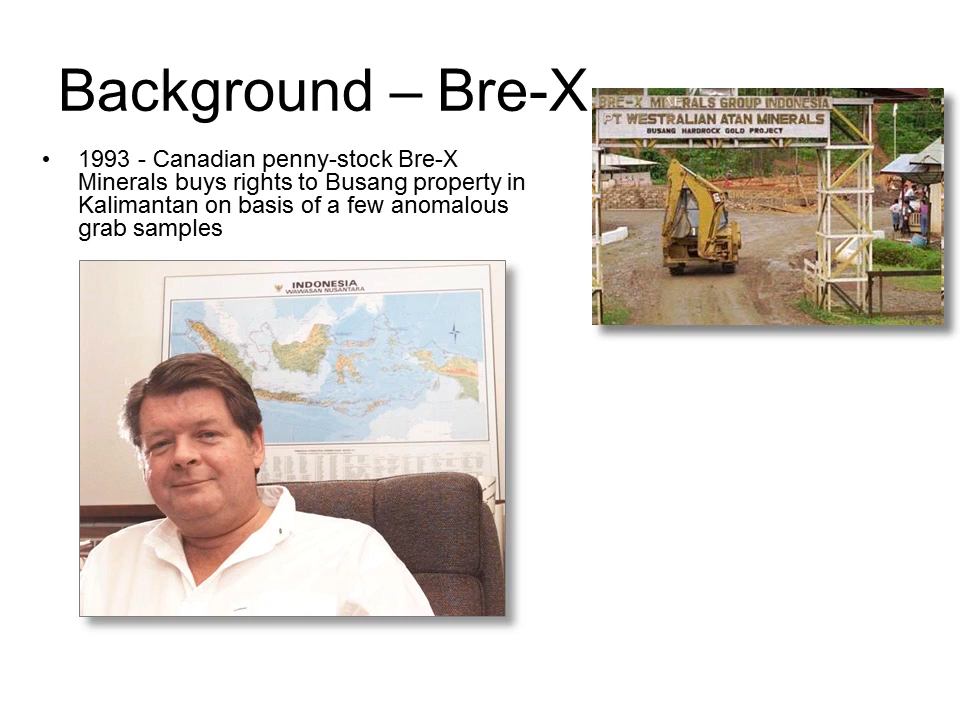 Background – Bre-X
• 1993 - Canadian penny-stock Bre-X
Minerals buys rights to Busang property in
Kalimantan on basis of a few anomalous
grab samples
BRE-X MINERALS GROUP INDONESIA
PT WESTRALIAN ATAN MINERALS
BUSANG HARDROCK GOLD PROJECT
INDONESIA
WAWASAN NUSANTARA